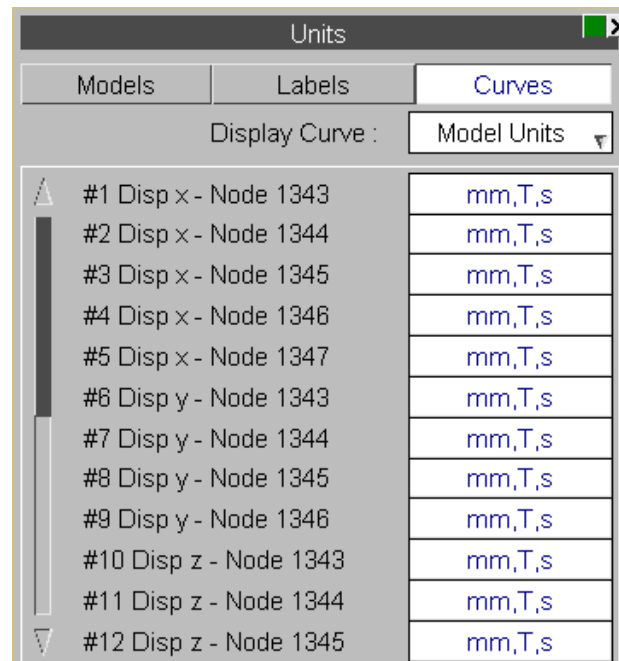 Units
Models Labels Curves
Display Curve : Model Units
#1 Disp x - Node 1343 mm,T,s
#2 Disp x - Node 1344 mm,T,s
#3 Disp x - Node 1345 mm,T,s
#4 Disp x - Node 1346 mm,T,s
#5 Disp x - Node 1347 mm,T,s
#6 Disp y - Node 1343 mm,T,s
#7 Disp y - Node 1344 mm,T,s
#8 Disp y - Node 1345 mm,T,s
#9 Disp y - Node 1346 mm,T,s
#10 Disp z - Node 1343 mm,T,s
#11 Disp z - Node 1344 mm,T,s
#12 Disp z - Node 1345 mm,T,s